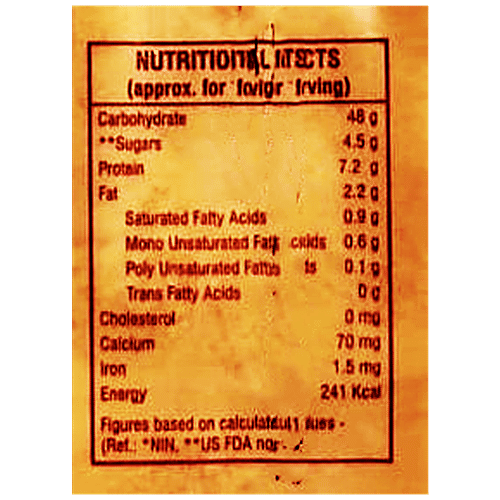 NUTRITIONAL
(approx. for
Carbohydrate 48 g
**Sugars 4.5 g
Protein 7.2 g
Fat 2.2 g
Saturated Fatty Acids 0.9 g
Mono Unsaturated 0.6 g
Poly Unsaturated 0.1 g
Trans Fatty Acids 0 g
Cholesterol 0 mg
Calcium 70 mg
Iron 1.5 mg
Energy 241 Kcal
Figures based on -
(Ref.: *NIN, **US FDA